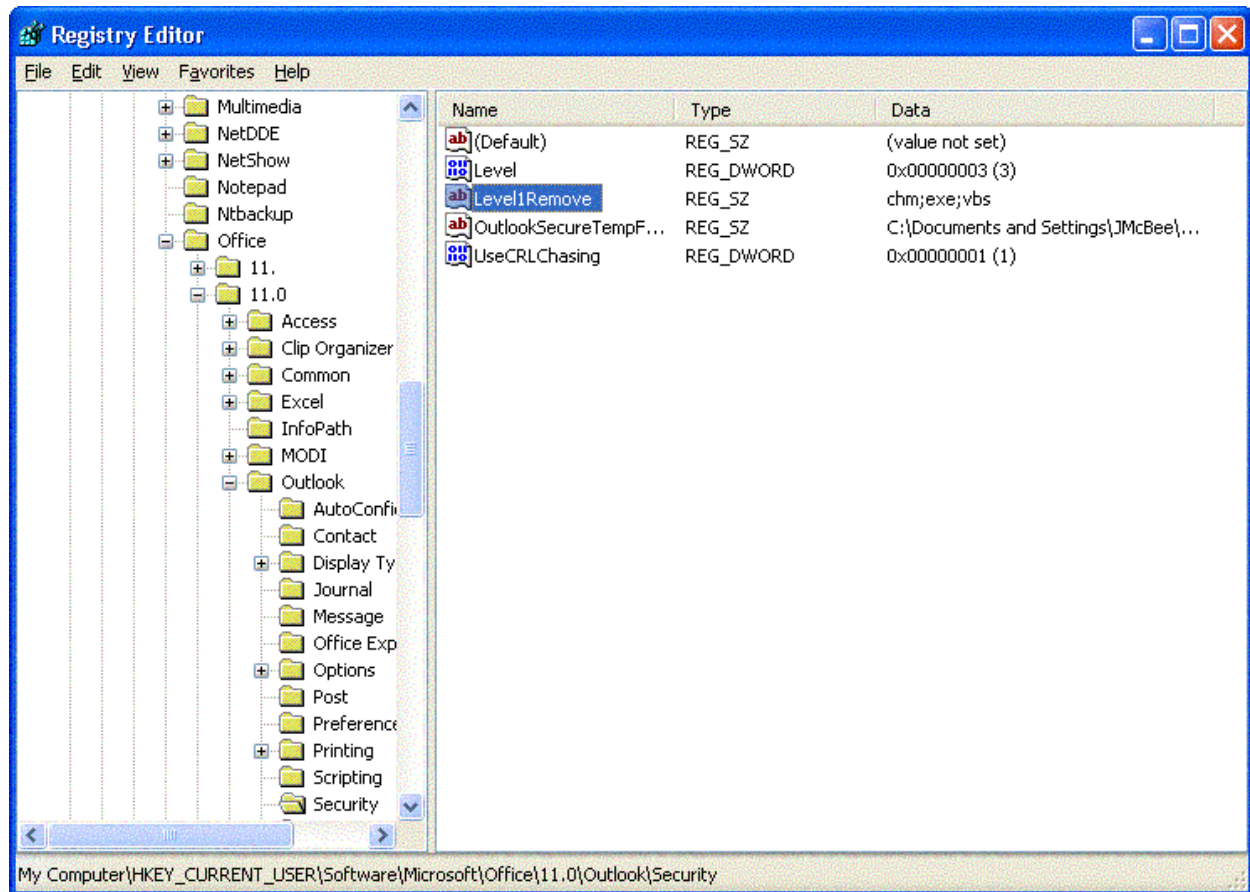 Registry Editor
File Edit View Favorites Help
Multimedia
NetDDE
NetShow
Notepad
Ntbackup
Office
11.
11.0
Access
Clip Organizer
Common
Excel
InfoPath
MODI
Outlook
AutoConfi
Contact
Display Ty
Journal
Message
Office Exp
Options
Post
Preference
Printing
Scripting
Security
Name Type Data
(Default) REG_SZ (value not set)
Level REG_DWORD 0x00000003 (3)
Level1Remove REG_SZ chm;exe;vbs
OutlookSecureTempF... REG_SZ C:\Documents and Settings\JMcBee\...
UseCRLChasing REG_DWORD 0x00000001 (1)
My Computer\HKEY_CURRENT_USER\Software\Microsoft\Office\11.0\Outlook\Security